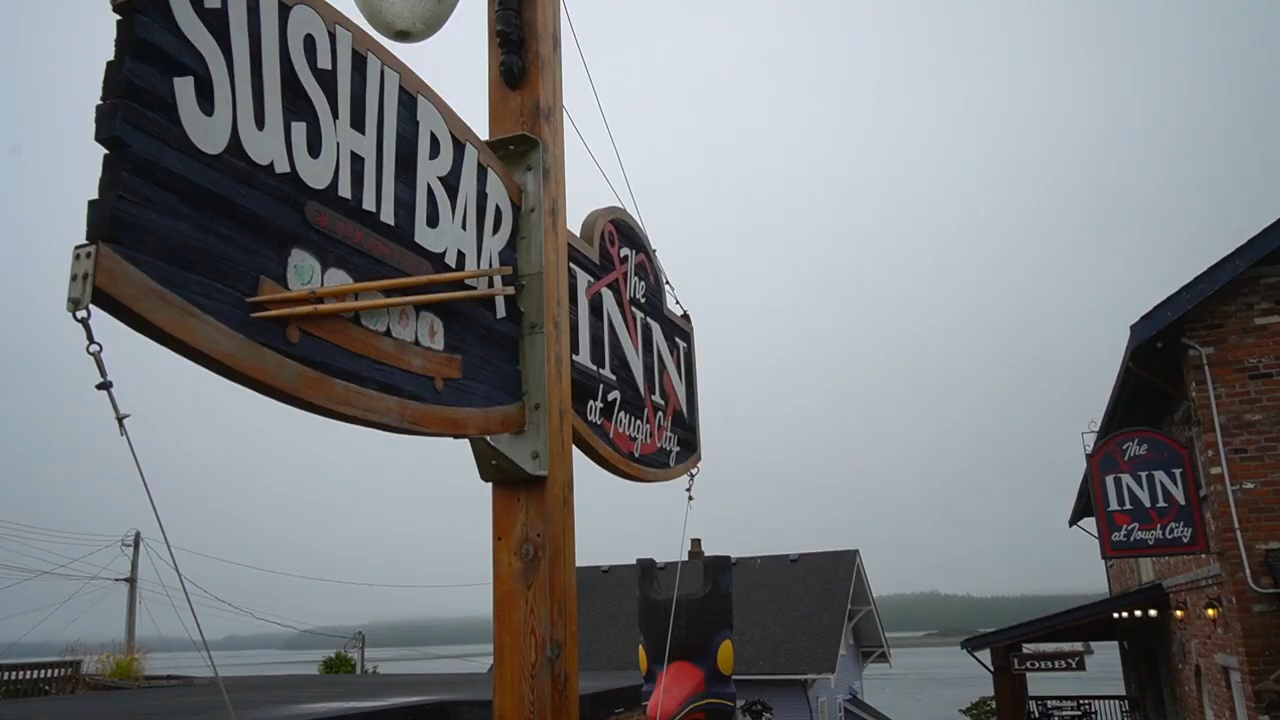 SUSHI BAR
The
INN
at Tough City
The
INN
at Tough City
LOBBY